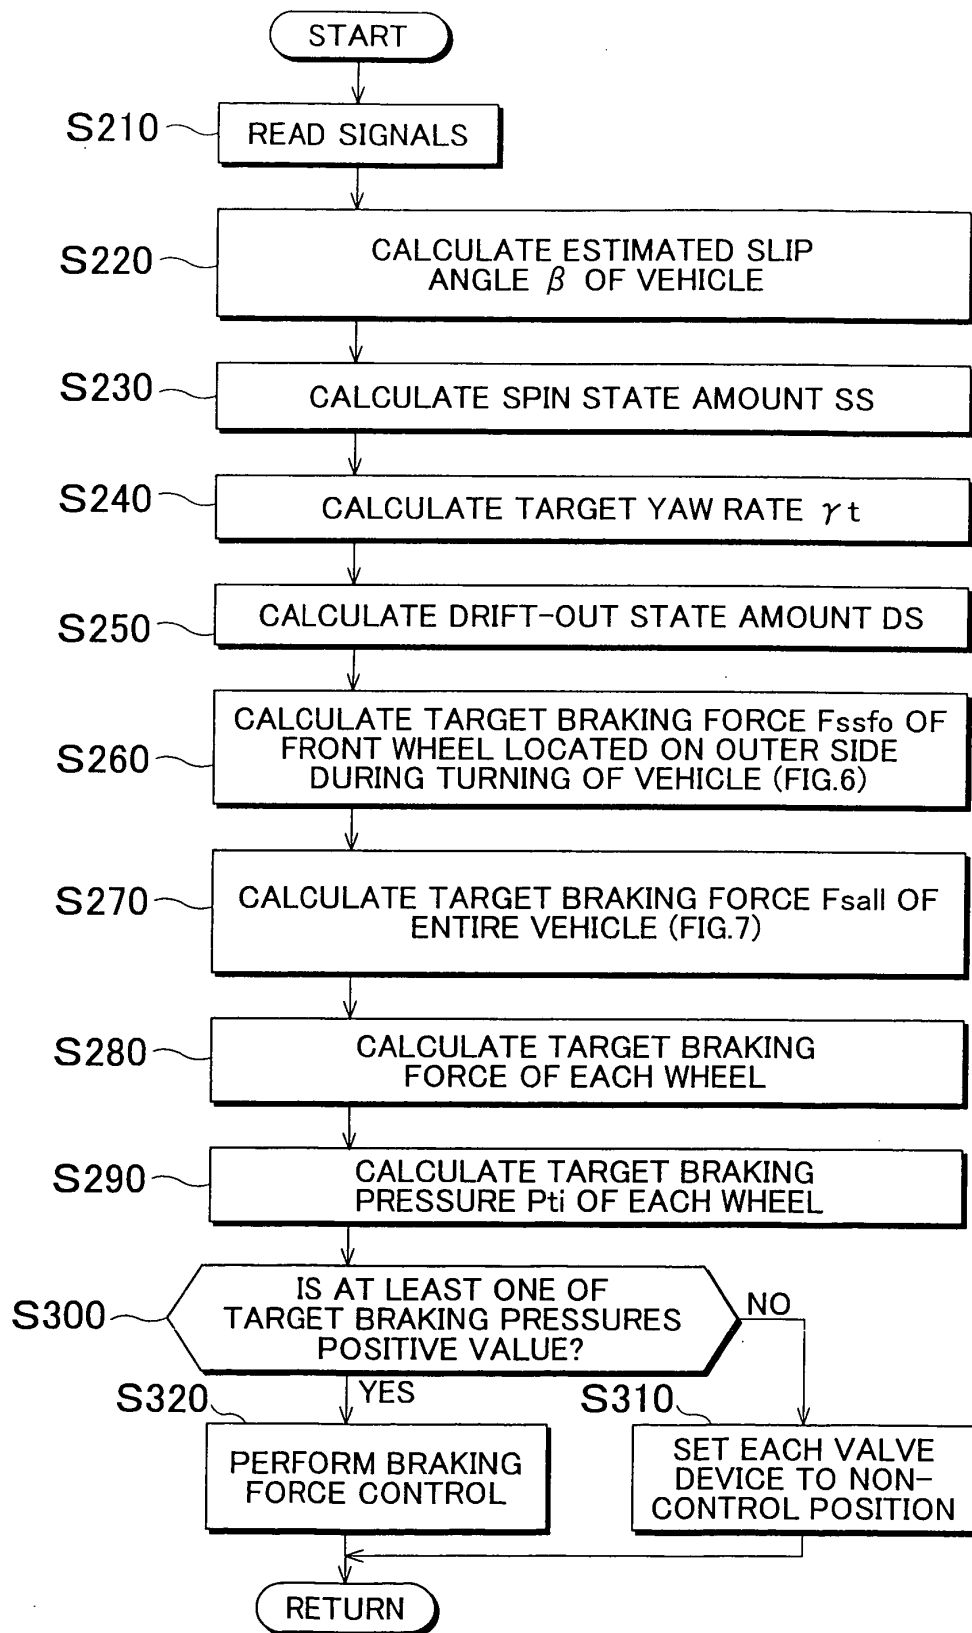 START
S210
READ SIGNALS
S220
CALCULATE ESTIMATED SLIP
ANGLE β OF VEHICLE
S230
CALCULATE SPIN STATE AMOUNT SS
S240
CALCULATE TARGET YAW RATE γt
S250
CALCULATE DRIFT-OUT STATE AMOUNT DS
S260
CALCULATE TARGET BRAKING FORCE Fssfo OF
FRONT WHEEL LOCATED ON OUTER SIDE
DURING TURNING OF VEHICLE (FIG.6)
S270
CALCULATE TARGET BRAKING FORCE Fsall OF
ENTIRE VEHICLE (FIG.7)
S280
CALCULATE TARGET BRAKING
FORCE OF EACH WHEEL
S290
CALCULATE TARGET BRAKING
PRESSURE Pti OF EACH WHEEL
S300
IS AT LEAST ONE OF
TARGET BRAKING PRESSURES
POSITIVE VALUE?
NO
YES
S320
PERFORM BRAKING
FORCE CONTROL
S310
SET EACH VALVE
DEVICE TO NON-
CONTROL POSITION
RETURN